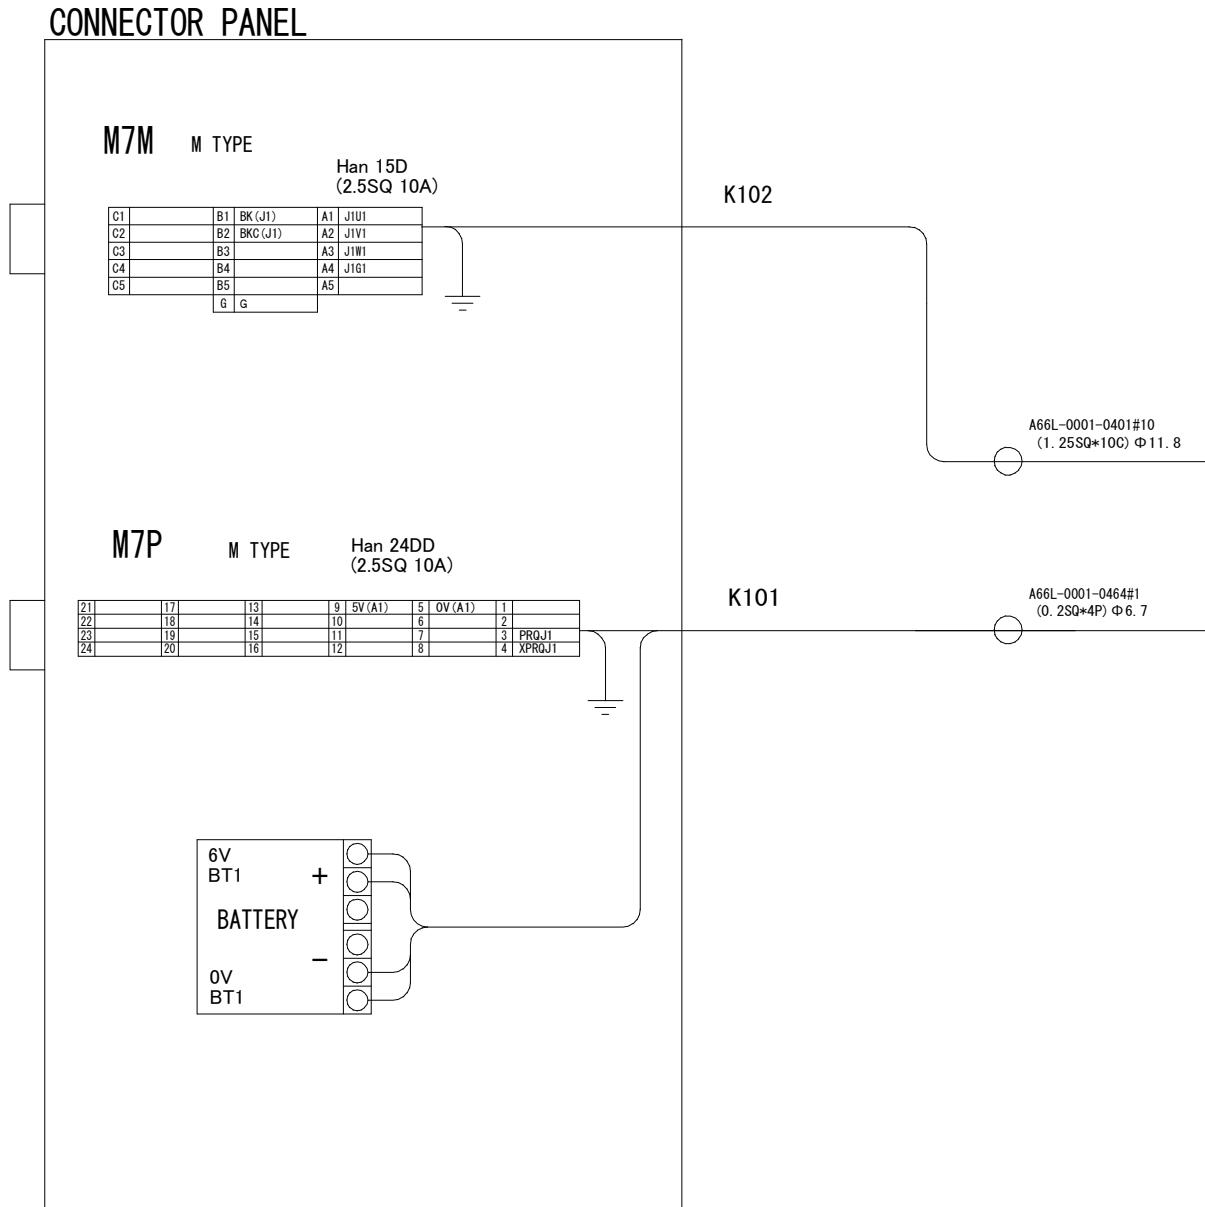 CONNECTOR PANEL
M7M M TYPE
Han 15D
(2.5SQ 10A)
C1 B1 BK(J1) A1 J1U1
C2 B2 BKC(J1) A2 J1V1
C3 B3 A3 J1W1
C4 B4 A4 J1G1
C5 B5 A5
G G
K102
A66L-0001-0401#10
(1.25SQ*10C) Φ11.8
M7P M TYPE
Han 24DD
(2.5SQ 10A)
21 17 13 9 5V(A1) 5 0V(A1) 1
22 18 14 10 6 2
23 19 15 11 7 3 PRQJ1
24 20 16 12 8 4 XPRQJ1
K101
A66L-0001-0464#1
(0.2SQ*4P) Φ6.7
6V
BT1 +
BATTERY
−
0V
BT1